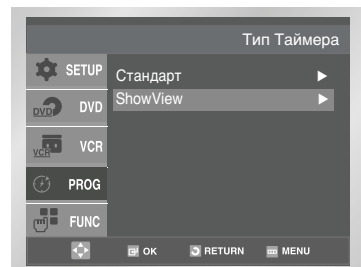 Тип Таймера
SETUP
Стандарт
ShowView
DVD DVD
VCR VCR
PROG
FUNC
OK RETURN MENU